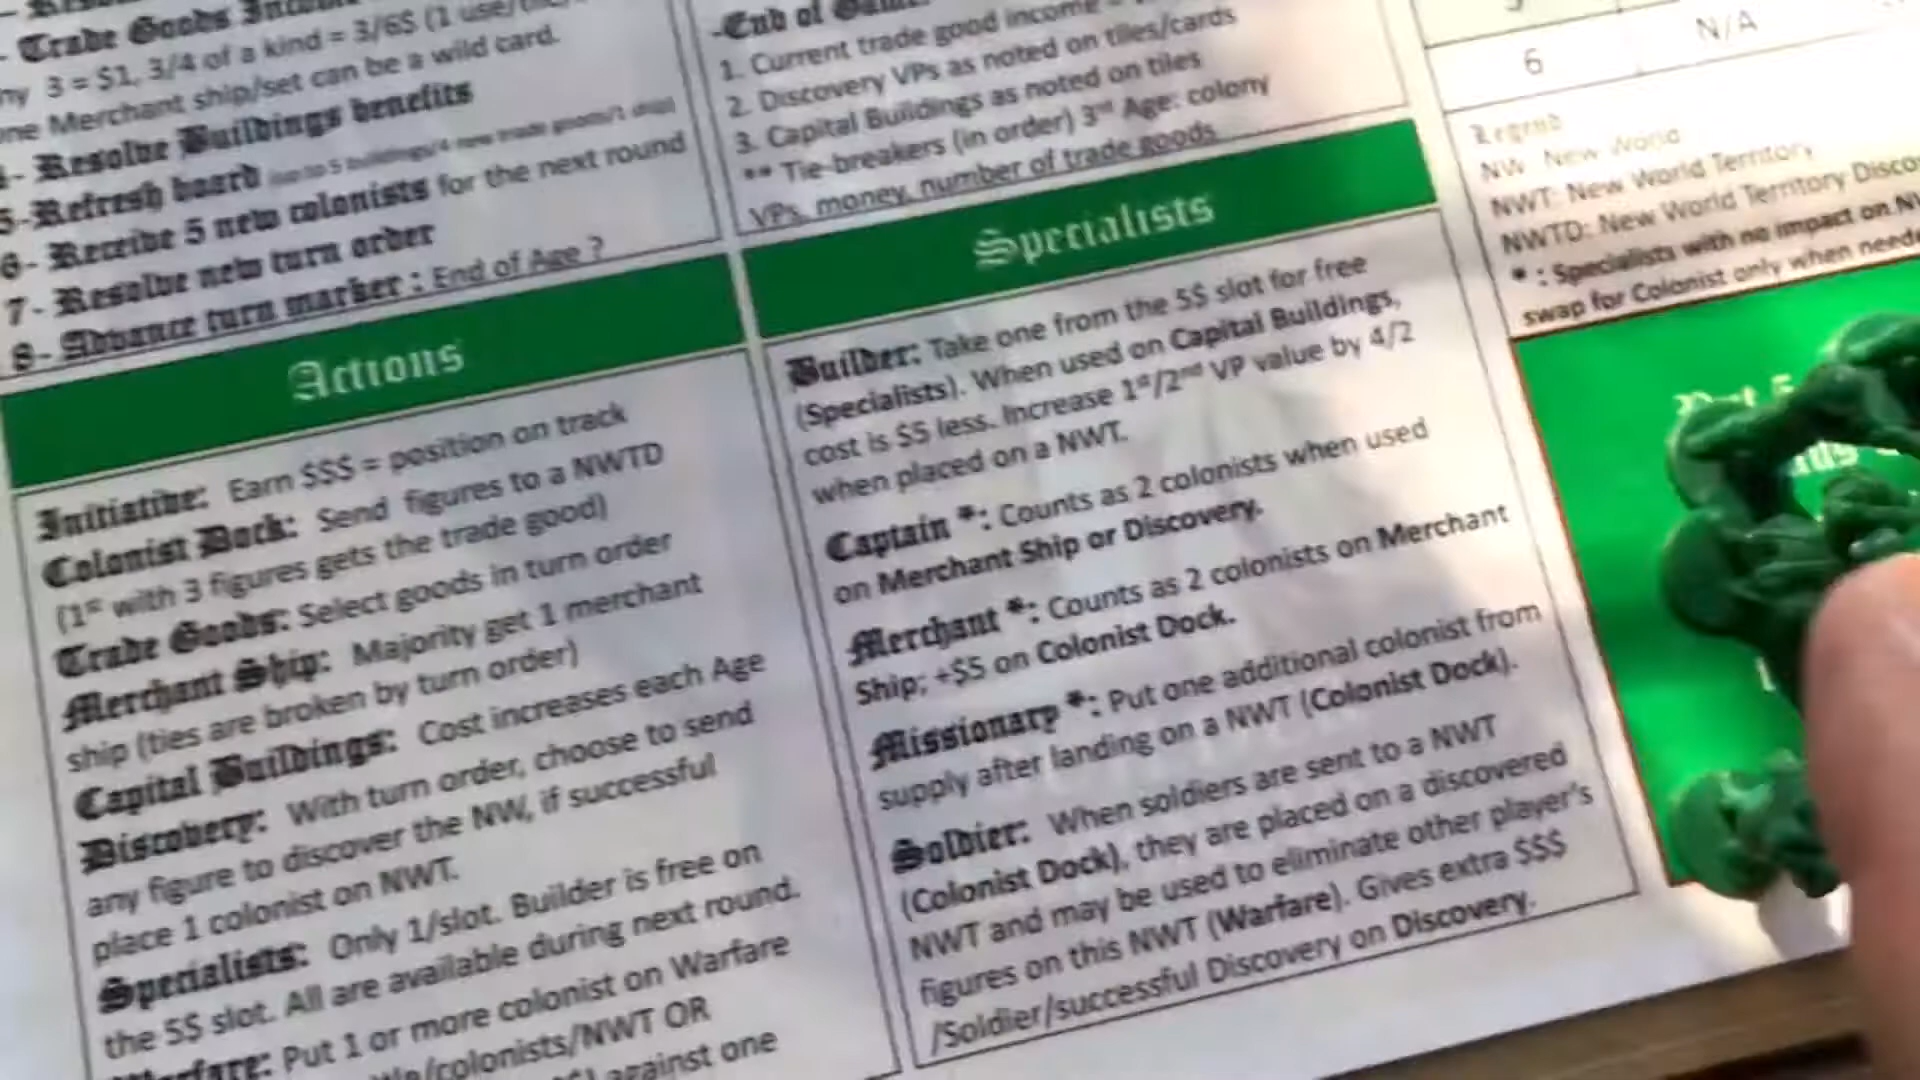 Trade Goods
3 = $1, 3/4 of a kind = 3/6$ (1
Merchant ship/set can be a wild card.
Resolve Buildings benefits
5-Refresh board
6- Receive 5 new colonists for the next round
7- Resolve new turn order
8- Advance turn marker : End of Age ?
Actions
Initiative: Earn $$$ = position on track
Colonist Dock: Send figures to a NWTD
(1st with 3 figures gets the trade good)
Trade Goods: Select goods in turn order
Merchant Ship: Majority get 1 merchant
ship (ties are broken by turn order)
Capital Buildings: Cost increases each Age
Discovery: With turn order, choose to send
any figure to discover the NW, if successful
place 1 colonist on NWT.
Specialists: Only 1/slot. Builder is free on
the 5$ slot. All are available during next round.
Put 1 or more colonist on Warfare
/colonists/NWT OR
against one
-End of
1. Current trade good income
2. Discovery VPs as noted on tiles/cards
3. Capital Buildings as noted on tiles
** Tie-breakers (in order) 3rd Age: colony
VPs, money, number of trade goods
Specialists
Builder: Take one from the 5$ slot for free
(Specialists). When used on Capital Buildings,
cost is $5 less. Increase 1st/2nd VP value by 4/2
when placed on a NWT.
Captain *: Counts as 2 colonists when used
on Merchant Ship or Discovery.
Merchant *: Counts as 2 colonists on Merchant
Ship; +$5 on Colonist Dock.
Missionary *: Put one additional colonist from
supply after landing on a NWT (Colonist Dock).
Soldier: When soldiers are sent to a NWT
(Colonist Dock), they are placed on a discovered
NWT and may be used to eliminate other player's
figures on this NWT (Warfare). Gives extra $$$
/Soldier/successful Discovery on Discovery.
6 N/A
Legend
NW: New World
NWT: New World Territory
NWTD: New World Territory
* : Specialists with no impact on
swap for Colonist only when